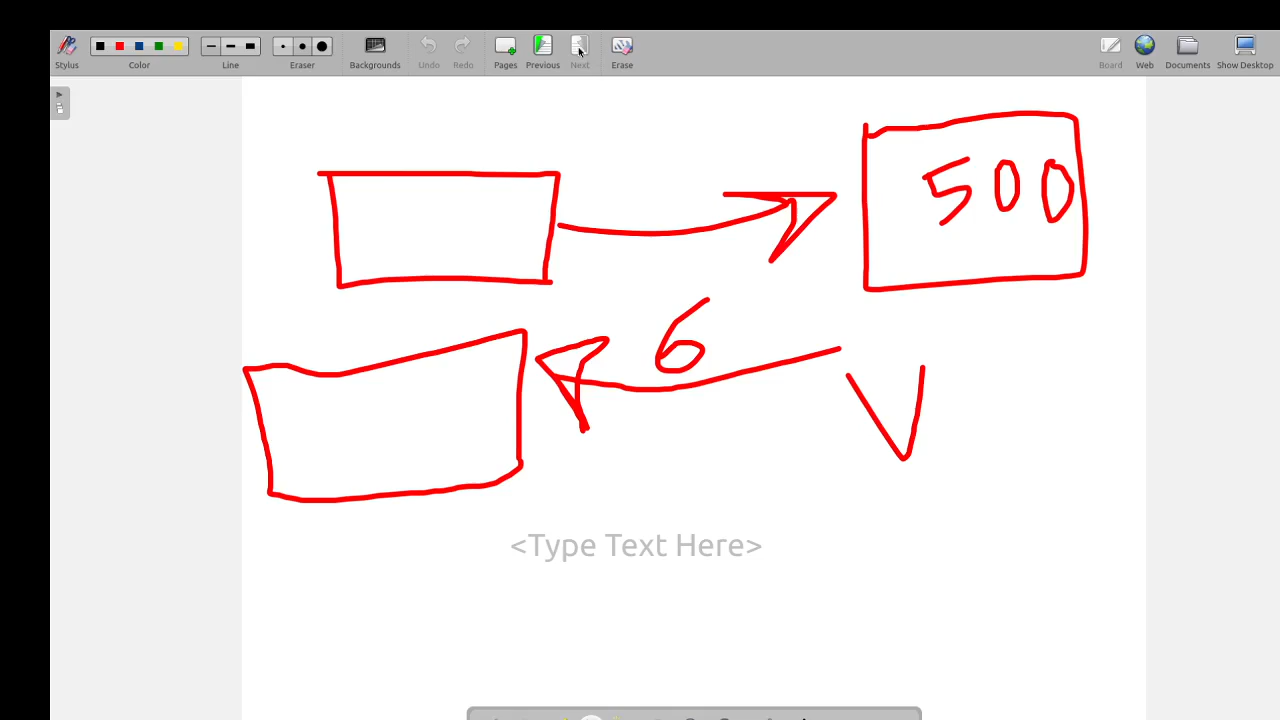 Stylus Color Line Eraser Backgrounds Undo Redo Pages Previous Next Erase Board Web Documents Show Desktop
500
6
V
<Type Text Here>